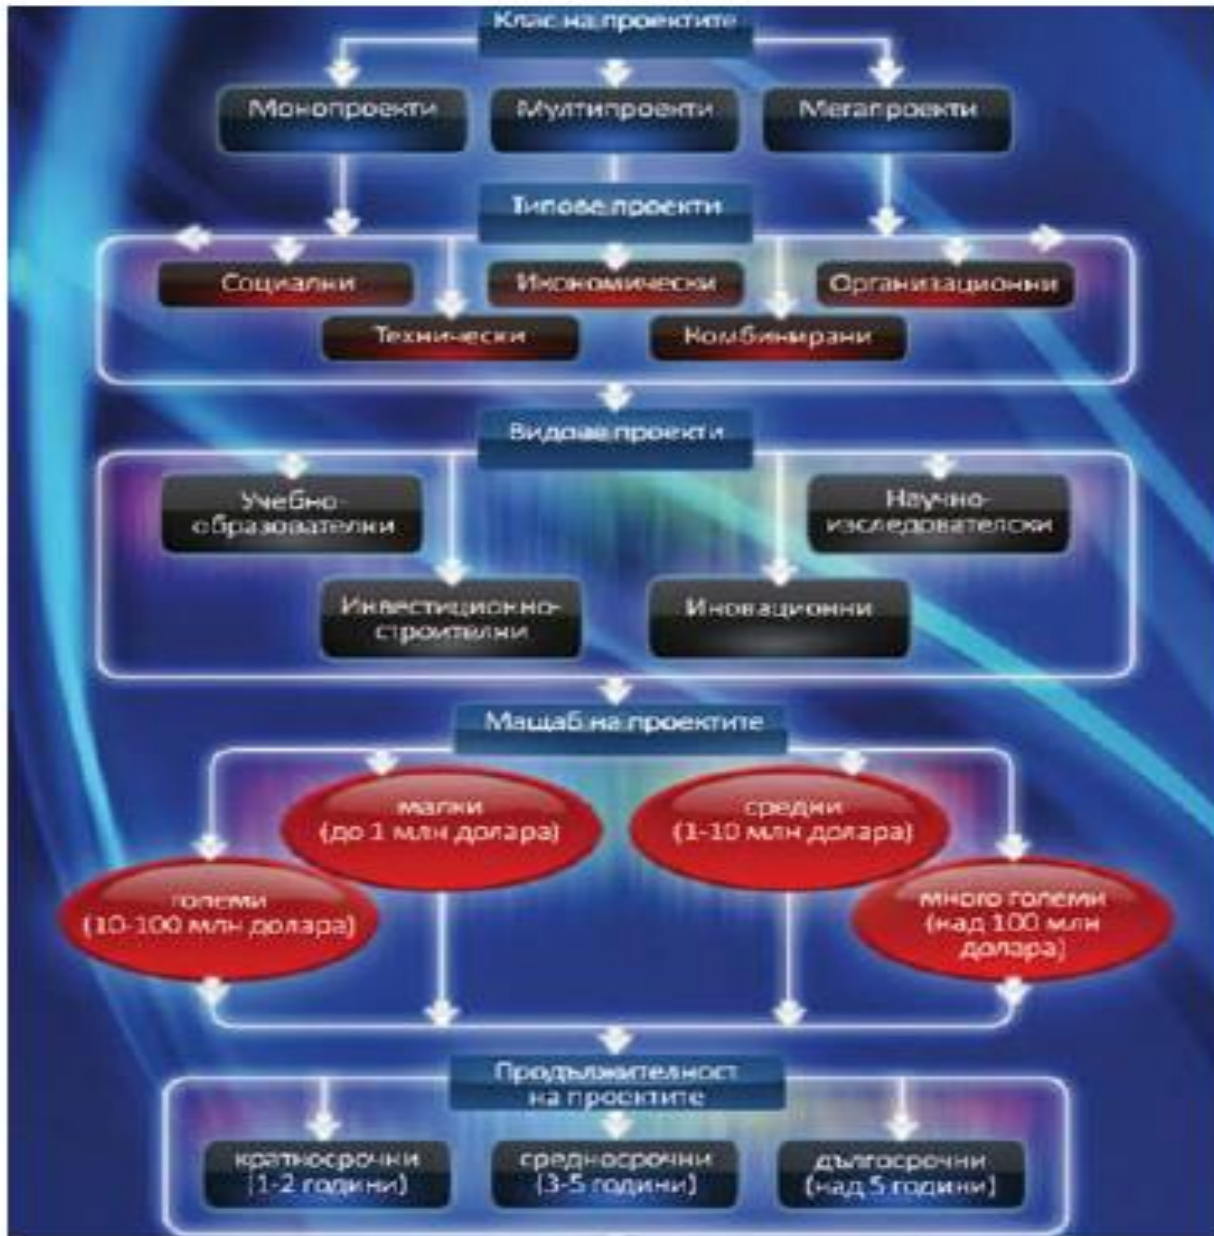 Клас на проектите
Монопроекти
Мултипроекти
Мегапроекти
Типове проекти
Социални
Икономически
Организационни
Технически
Комбинирани
Видове проекти
Учебно-
образователки
Научно-
изследователски
Инвестиционно-
строителни
Иновационни
Мащаб на проектите
малки
(до 1 млн долара)
средни
(1-10 млн долара)
големи
(10-100 млн долара)
много големи
(над 100 млн
долара)
Продължителност
на проектите
краткосрочки
(1-2 години)
средносрочни
(3-5 години)
дългосрочни
(над 5 години)